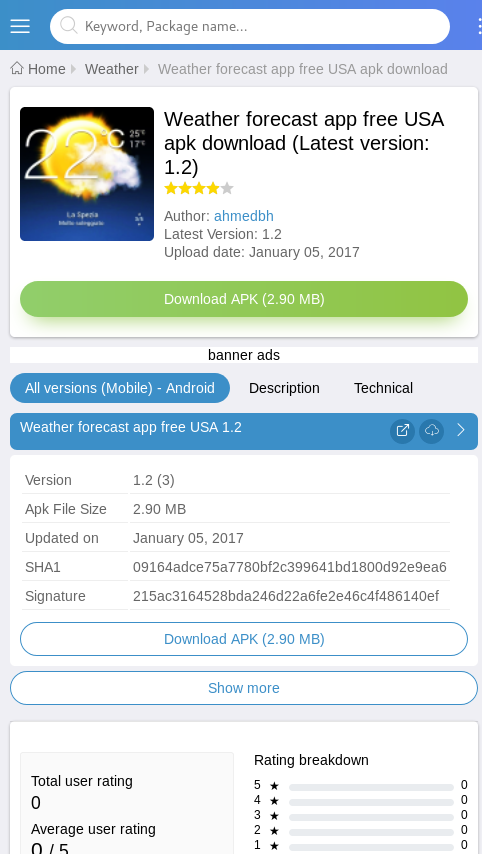 Keyword, Package name...
Home Weather Weather forecast app free USA apk download
22°C 25°C
17°C
La Spezia
Weather forecast app free USA
apk download (Latest version:
1.2)
Author: ahmedbh
Latest Version: 1.2
Upload date: January 05, 2017
Download APK (2.90 MB)
banner ads
All versions (Mobile) - Android Description Technical
Weather forecast app free USA 1.2
Version 1.2 (3)
Apk File Size 2.90 MB
Updated on January 05, 2017
SHA1 09164adce75a7780bf2c399641bd1800d92e9ea6
Signature 215ac3164528bda246d22a6fe2e46c4f486140ef
Download APK (2.90 MB)
Show more
Total user rating
0
Average user rating
0 / 5
Rating breakdown
5 ★ 0
4 ★ 0
3 ★ 0
2 ★ 0
1 ★ 0